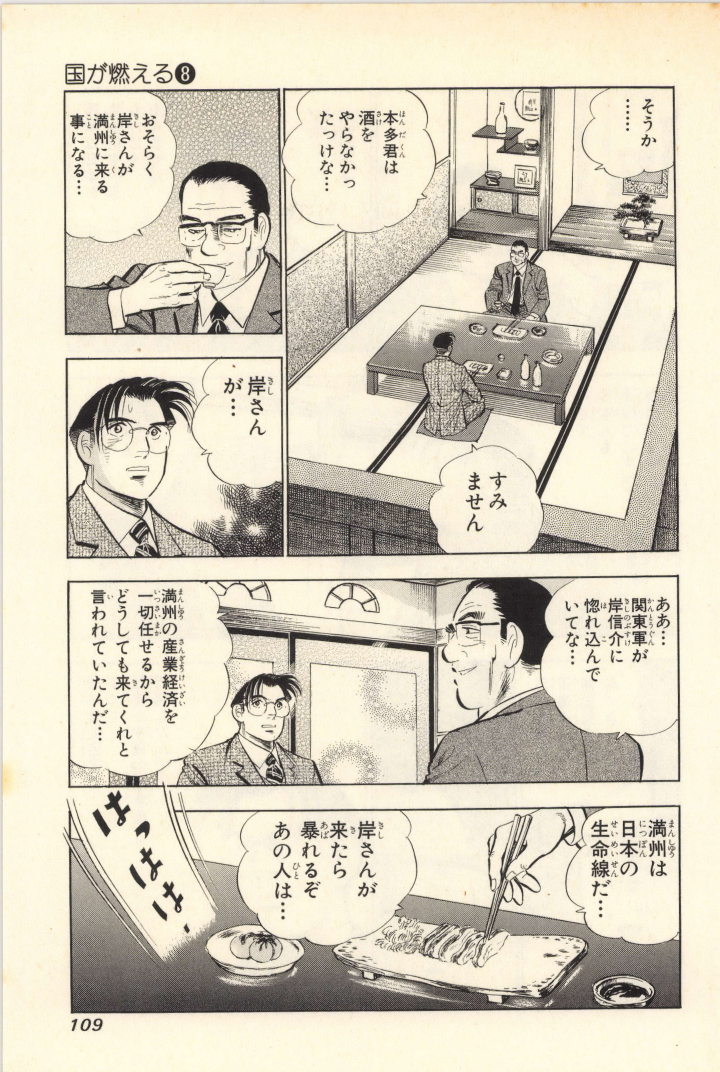 国が燃える8
そうか
……
本多君は
酒を
やらなかっ
たっけな…
すみ
ません
おそらく
岸さんが
満州に来る
事になる…
岸さん
が…
ああ…
関東軍が
岸信介に
惚れ込んで
いてな…
満州の産業経済を
一切任せるから
どうしても来てくれと
言われていたんだ…
満州は
日本の
生命線だ…
岸さんが
来たら
暴れるぞ
あの人は…
はっはは、
109